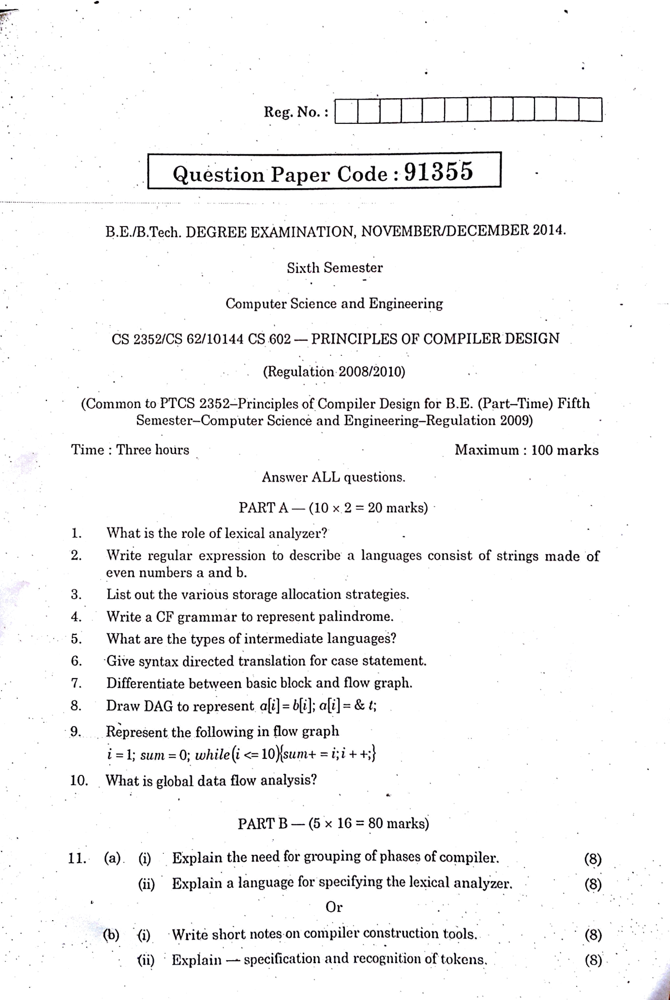 Reg. No. :
Question Paper Code : 91355
B.E./B.Tech. DEGREE EXAMINATION, NOVEMBER/DECEMBER 2014.
Sixth Semester
Computer Science and Engineering
CS 2352/CS 62/10144 CS 602 — PRINCIPLES OF COMPILER DESIGN
(Regulation 2008/2010)
(Common to PTCS 2352–Principles of Compiler Design for B.E. (Part–Time) Fifth
Semester–Computer Science and Engineering–Regulation 2009)
Time : Three hours Maximum : 100 marks
Answer ALL questions.
PART A — (10 × 2 = 20 marks)
1. What is the role of lexical analyzer?
2. Write regular expression to describe a languages consist of strings made of
even numbers a and b.
3. List out the various storage allocation strategies.
4. Write a CF grammar to represent palindrome.
5. What are the types of intermediate languages?
6. Give syntax directed translation for case statement.
7. Differentiate between basic block and flow graph.
8. Draw DAG to represent a[i] = b[i]; a[i] = & t;
9. Represent the following in flow graph
i = 1; sum = 0; while(i <= 10){sum+ = i; i + +;}
10. What is global data flow analysis?
PART B — (5 × 16 = 80 marks)
11. (a) (i) Explain the need for grouping of phases of compiler. (8)
(ii) Explain a language for specifying the lexical analyzer. (8)
Or
(b) (i) Write short notes on compiler construction tools. (8)
(ii) Explain — specification and recognition of tokens. (8)